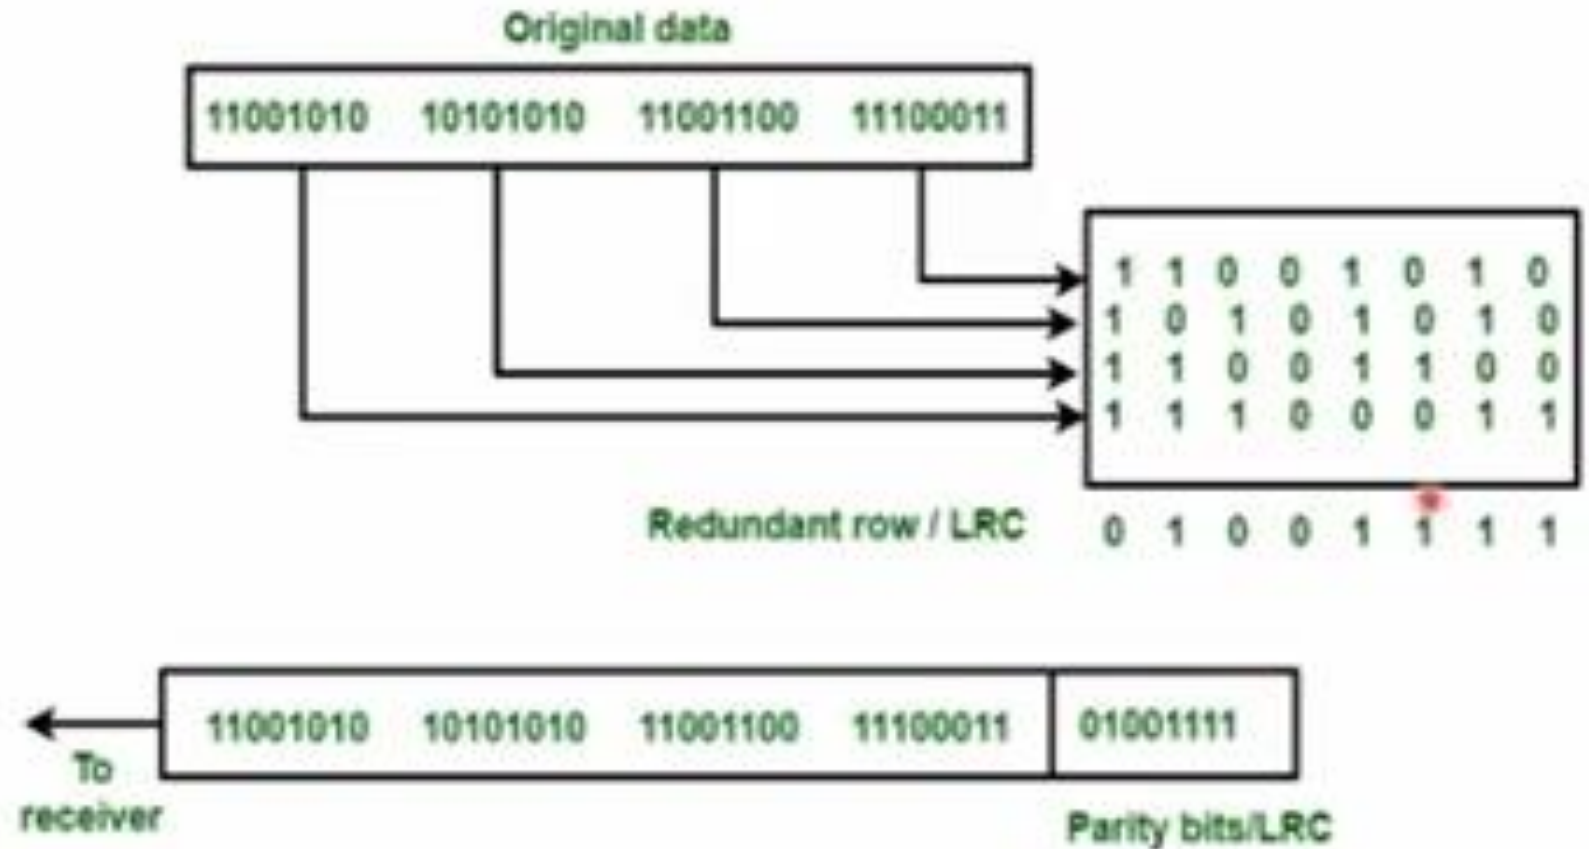 Original data
11001010 10101010 11001100 11100011
1 1 0 0 1 0 1 0
1 0 1 0 1 0 1 0
1 1 0 0 1 1 0 0
1 1 1 0 0 0 1 1
Redundant row / LRC 0 1 0 0 1 1 1 1
11001010 10101010 11001100 11100011 01001111
To
receiver
Parity bits/LRC